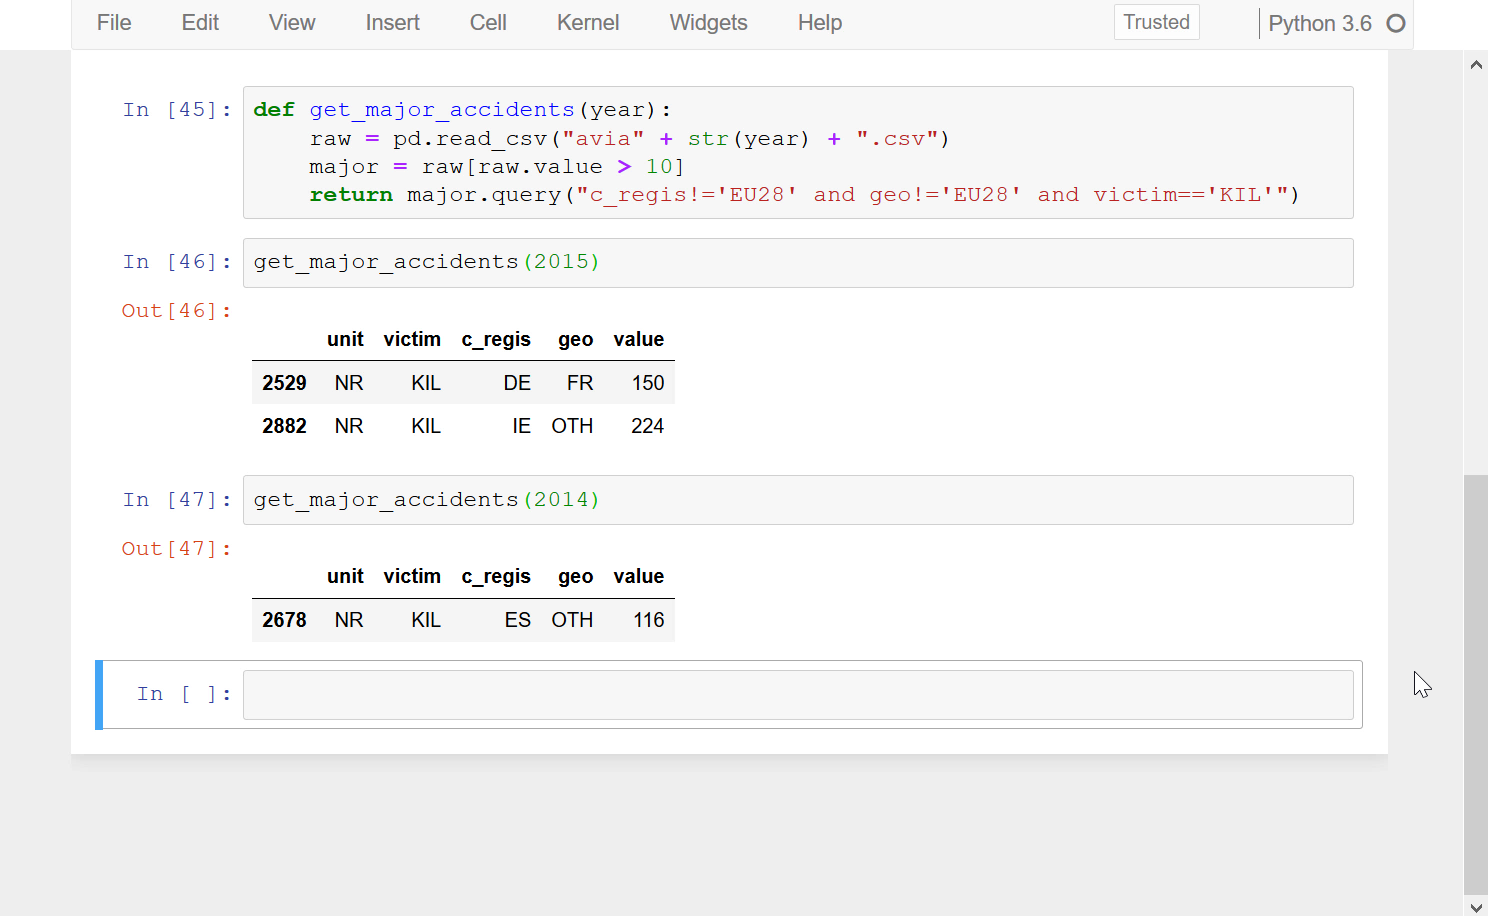 File Edit View Insert Cell Kernel Widgets Help Trusted Python 3.6
In [45]: def get_major_accidents(year):
raw = pd.read_csv("avia" + str(year) + ".csv")
major = raw[raw.value > 10]
return major.query("c_regis!='EU28' and geo!='EU28' and victim=='KIL'")
In [46]: get_major_accidents(2015)
Out[46]:
unit victim c_regis geo value
2529 NR KIL DE FR 150
2882 NR KIL IE OTH 224
In [47]: get_major_accidents(2014)
Out[47]:
unit victim c_regis geo value
2678 NR KIL ES OTH 116
In [ ]: